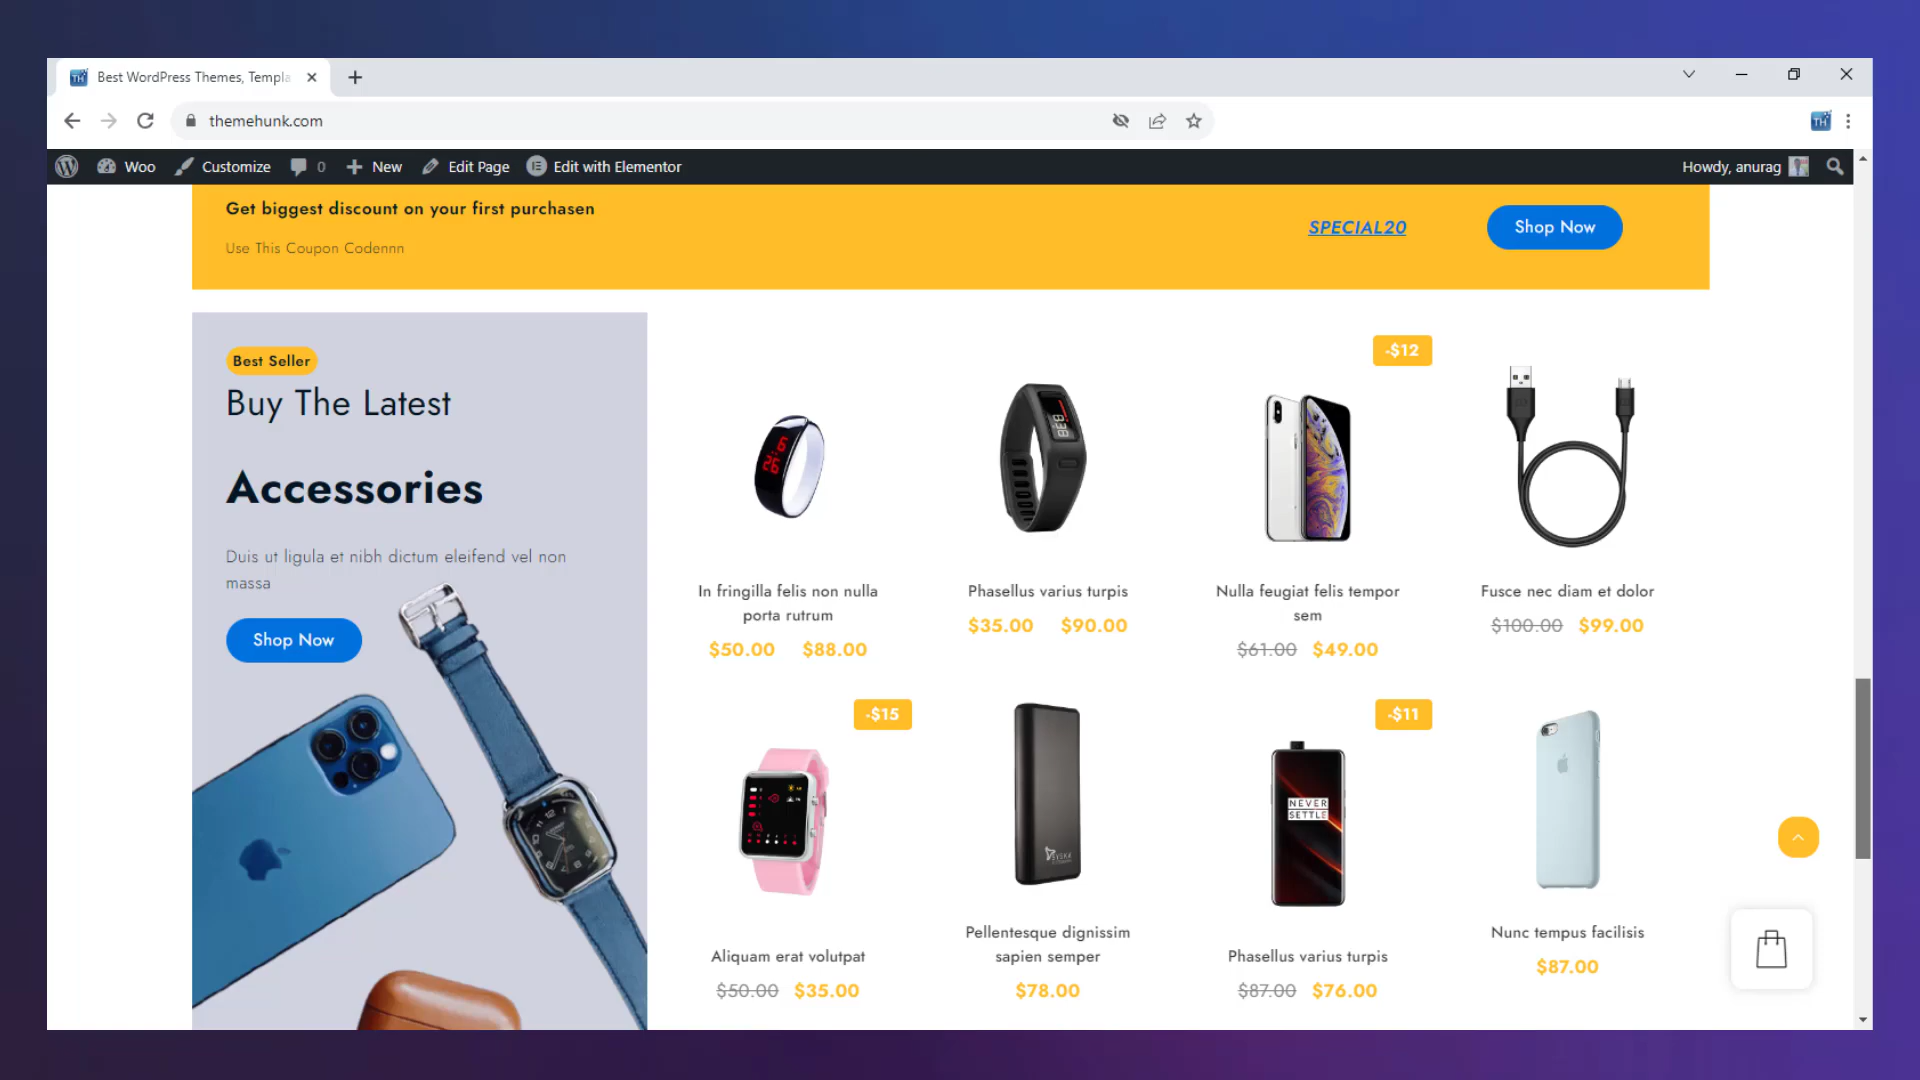 Best WordPress Themes, Templa
themehunk.com
Woo Customize 0 New Edit Page Edit with Elementor Howdy, anurag
Get biggest discount on your first purchasen
Use This Coupon Codennn
SPECIAL20
Shop Now
Best Seller
Buy The Latest
Accessories
Duis ut ligula et nibh dictum eleifend vel non
massa
Shop Now
In fringilla felis non nulla
porta rutrum
$50.00 $88.00
Phasellus varius turpis
$35.00 $90.00
-$12
Nulla feugiat felis tempor
sem
$61.00 $49.00
Fusce nec diam et dolor
$100.00 $99.00
-$15
Aliquam erat volutpat
$50.00 $35.00
SYSKA
Pellentesque dignissim
sapien semper
$78.00
-$11
NEVER
SETTLE
Phasellus varius turpis
$87.00 $76.00
Nunc tempus facilisis
$87.00